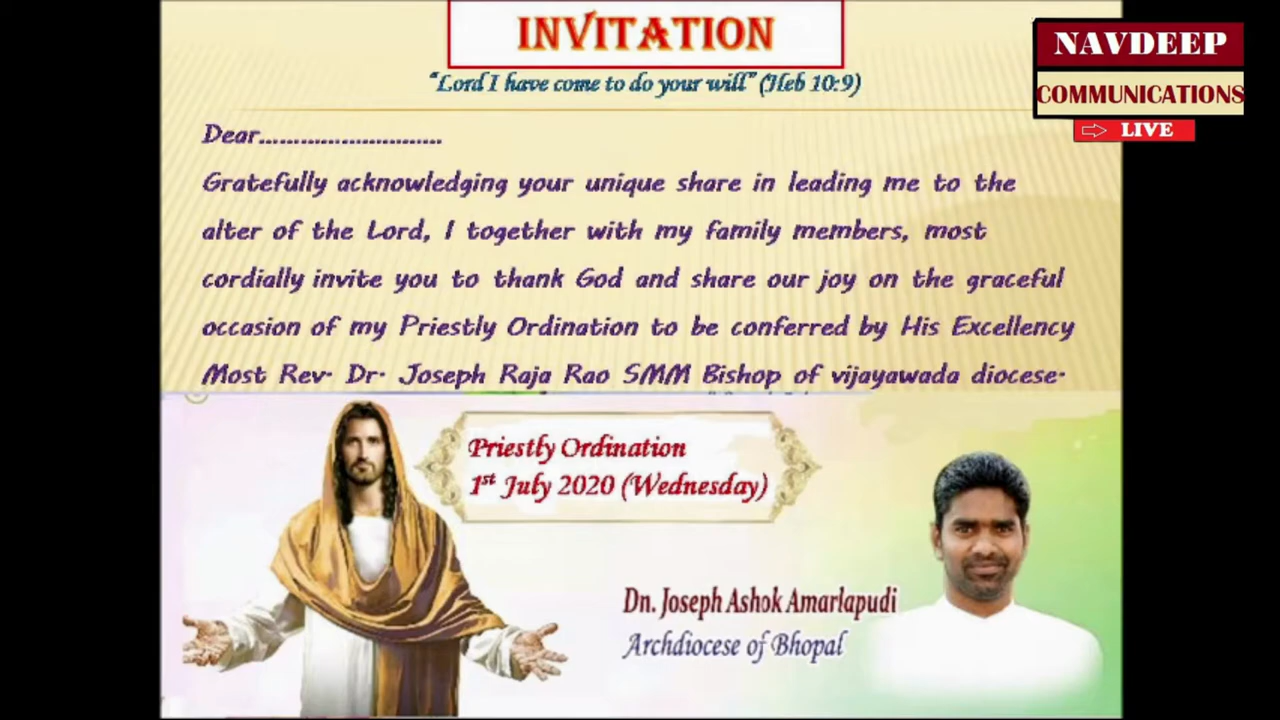 INVITATION
"Lord I have come to do your will" (Heb 10:9)
NAVDEEP
COMMUNICATIONS
LIVE
Dear...........................
Gratefully acknowledging your unique share in leading me to the
alter of the Lord, I together with my family members, most
cordially invite you to thank God and share our joy on the graceful
occasion of my Priestly Ordination to be conferred by His Excellency
Most Rev. Dr. Joseph Raja Rao SMM Bishop of vijayawada diocese.
Priestly Ordination
1st July 2020 (Wednesday)
Dn. Joseph Ashok Amarlapudi
Archdiocese of Bhopal